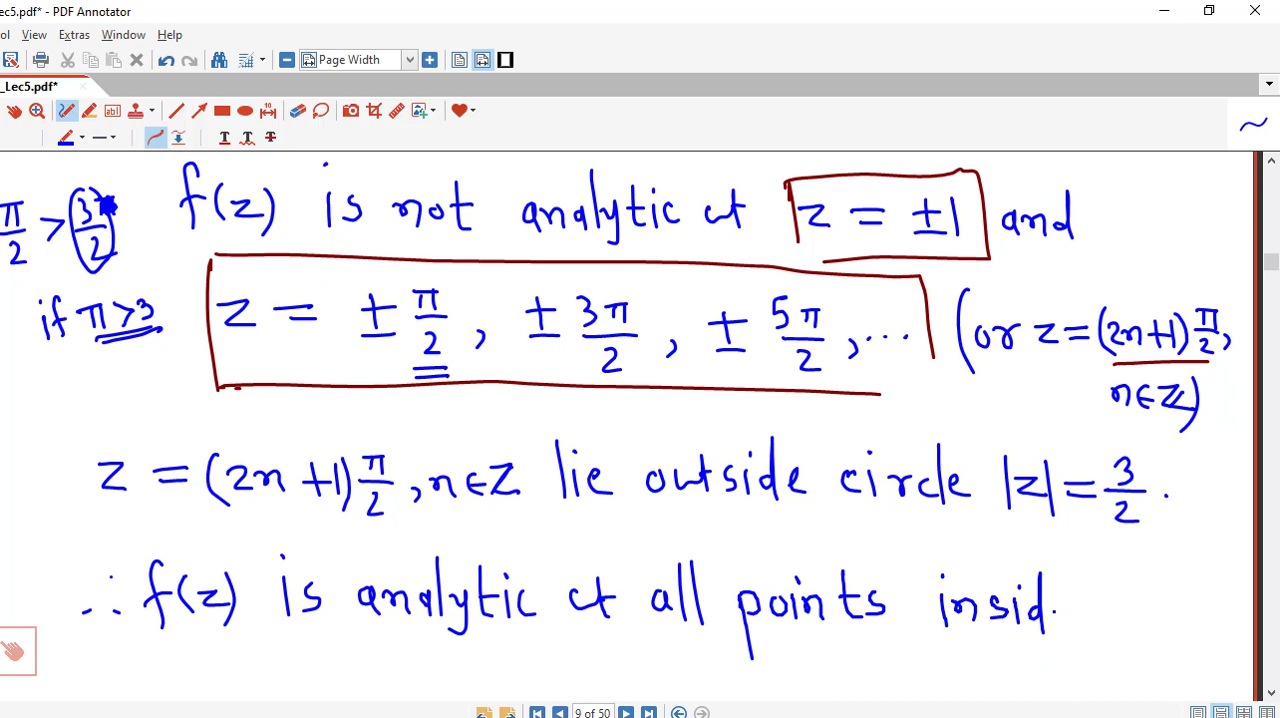 ec5.pdf* - PDF Annotator
ol View Extras Window Help
Page Width
_Lec5.pdf*
f(z) is not analytic at z = ±1 and
π/2 > 3/2
if π>3
z = ± π/2, ± 3π/2, ± 5π/2, ... (or z=(2n+1)π/2,
n∈ℤ)
z = (2n+1)π/2, n∈Z lie outside circle |z|=3/2.
∴ f(z) is analytic at all points insid
9 of 50